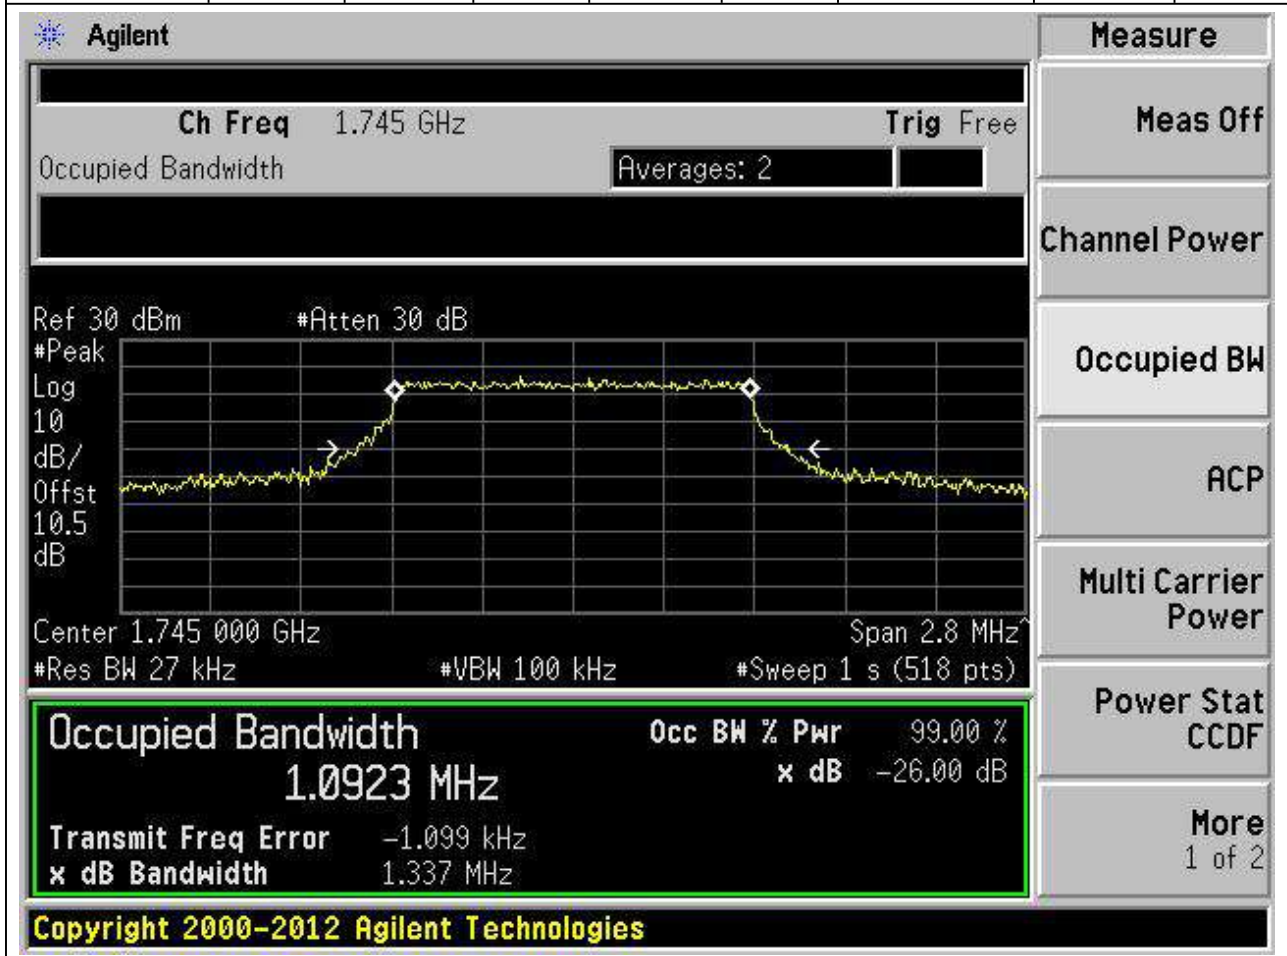 Agilent
Measure
Ch Freq 1.745 GHz Trig Free
Meas Off
Occupied Bandwidth Averages: 2
Channel Power
Ref 30 dBm #Atten 30 dB
#Peak
Log
10
dB/
Offst
10.5
dB
Occupied BW
ACP
Multi Carrier
Power
Center 1.745 000 GHz Span 2.8 MHz^
#Res BW 27 kHz #VBW 100 kHz #Sweep 1 s (518 pts)
Power Stat
CCDF
Occupied Bandwidth Occ BW % Pwr 99.00 %
1.0923 MHz x dB -26.00 dB
Transmit Freq Error -1.099 kHz
x dB Bandwidth 1.337 MHz
More
1 of 2
Copyright 2000-2012 Agilent Technologies